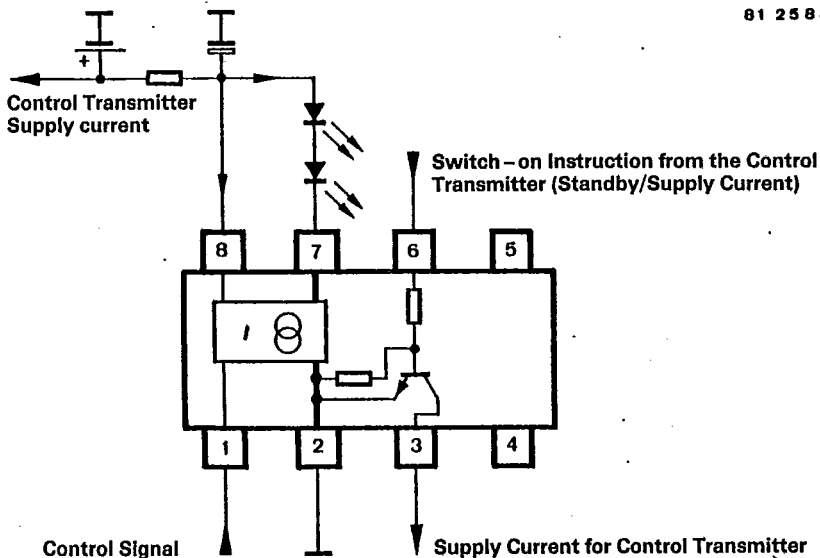 81 258
+
Control Transmitter
Supply current
Switch – on Instruction from the Control
Transmitter (Standby/Supply Current)
8
7
6
5
I
1
2
3
4
Control Signal
Supply Current for Control Transmitter